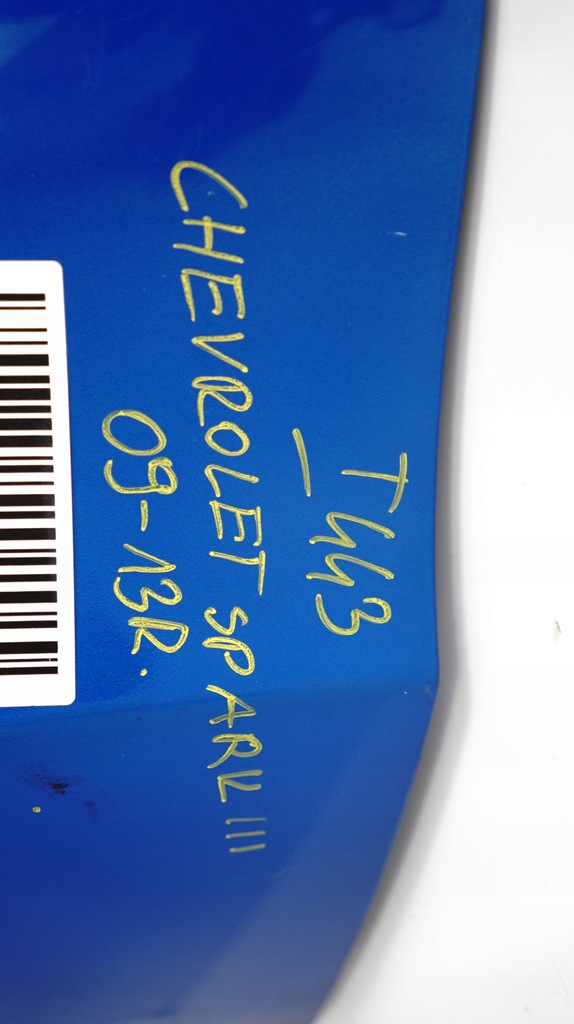 T443
—
CHEVROLET SPARK III
09-13R.